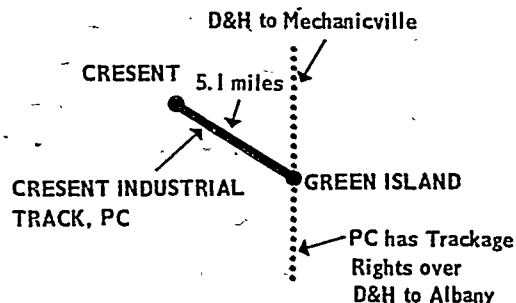 D&H to Mechanicville
CRESENT
5.1 miles
CRESENT INDUSTRIAL
TRACK, PC
GREEN ISLAND
PC has Trackage
Rights over
D&H to Albany